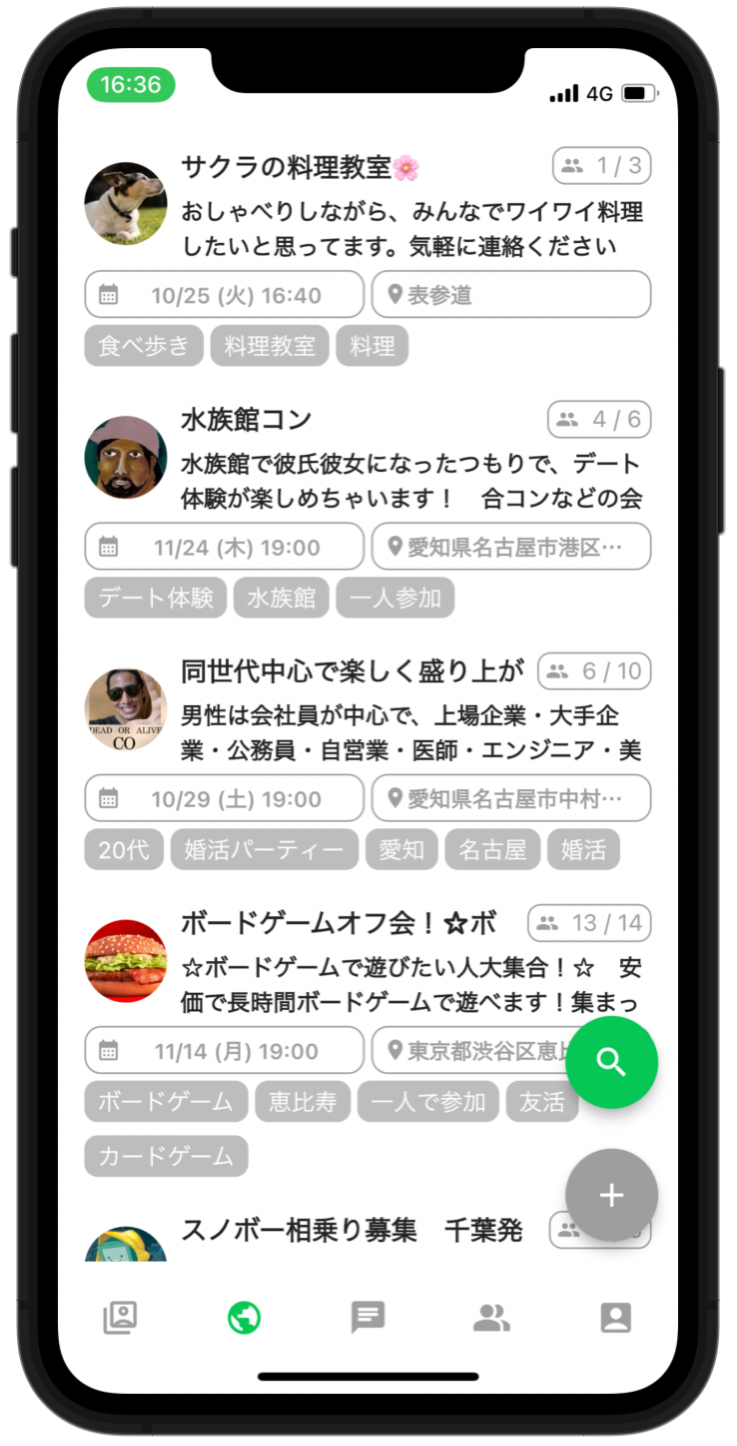 16:36
4G
サクラの料理教室🌸
1 / 3
おしゃべりしながら、みんなでワイワイ料理
したいと思ってます。気軽に連絡ください
10/25 (火) 16:40
表参道
食べ歩き 料理教室 料理
水族館コン
4 / 6
水族館で彼氏彼女になったつもりで、デート
体験が楽しめちゃいます！　合コンなどの会
11/24 (木) 19:00
愛知県名古屋市港区…
デート体験 水族館 一人参加
同世代中心で楽しく盛り上が
6 / 10
男性は会社員が中心で、上場企業・大手企
業・公務員・自営業・医師・エンジニア・美
DEAD OR ALIVE
CO
10/29 (土) 19:00
愛知県名古屋市中村…
20代 婚活パーティー 愛知 名古屋 婚活
ボードゲームオフ会！☆ボ
13 / 14
☆ボードゲームで遊びたい人大集合！☆　安
価で長時間ボードゲームで遊べます！集まっ
11/14 (月) 19:00
東京都渋谷区恵
ボードゲーム 恵比寿 一人で参加 友活
カードゲーム
スノボー相乗り募集　千葉発